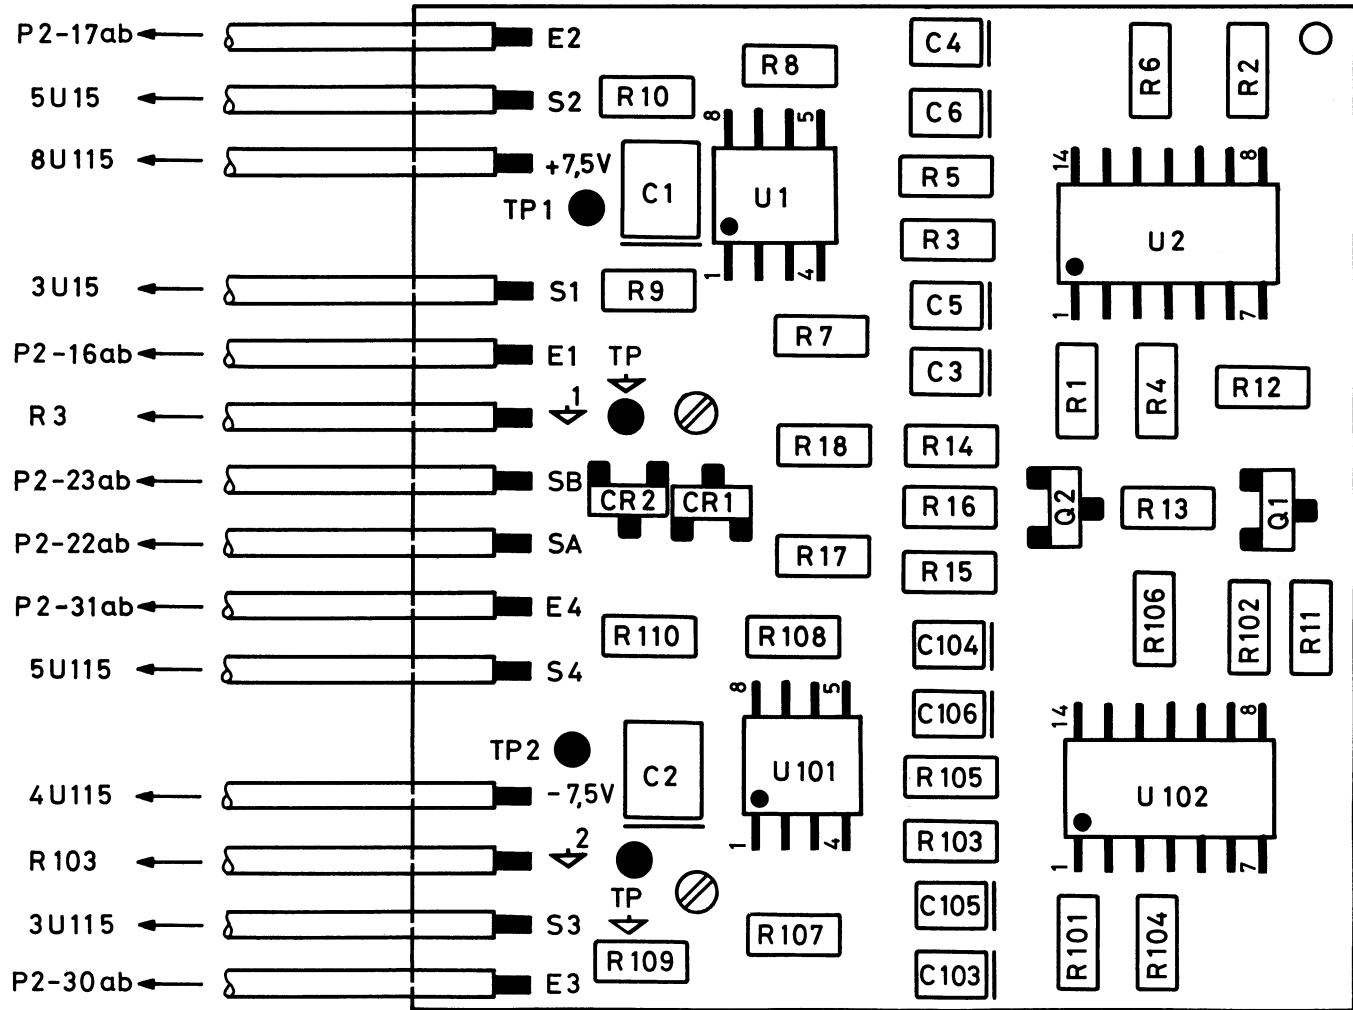 P2-17ab E2
5U15 S2
8U115 +7,5V
TP1
3U15 S1
P2-16ab E1 TP
R3 1
P2-23ab SB
P2-22ab SA
P2-31ab E4
5U115 S4
TP2
4U115 -7,5V
R103 2
TP
3U115 S3
P2-30ab E3
R8
R10
8 5
C1
U1
1 4
R9
R7
R18
CR2 CR1
R17
R110 R108
8 5
C2
U101
1 4
R107
R109
C4
C6
R5
R3
C5
C3
R14
R16
R15
C104
C106
R105
R103
C105
C103
R6 R2
14 8
U2
1 7
R1 R4 R12
Q2 R13 Q1
R106 R102 R11
14 8
U102
1 7
R101 R104